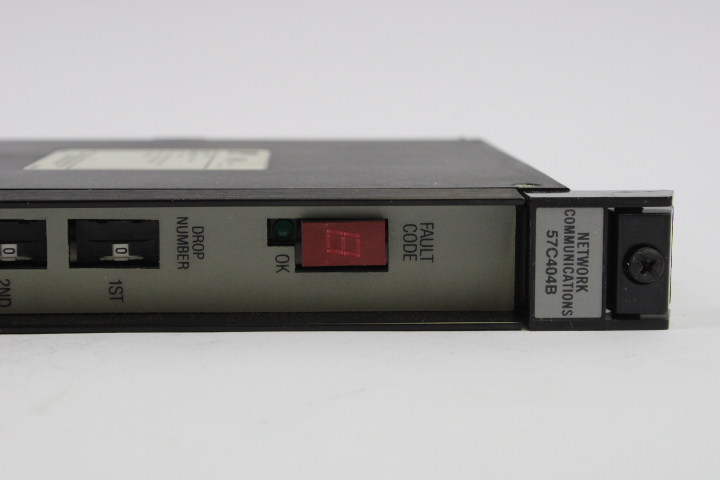 NETWORK
COMMUNICATIONS
57C404B
FAULT
CODE
OK
DROP
NUMBER
1ST
0
2ND
0